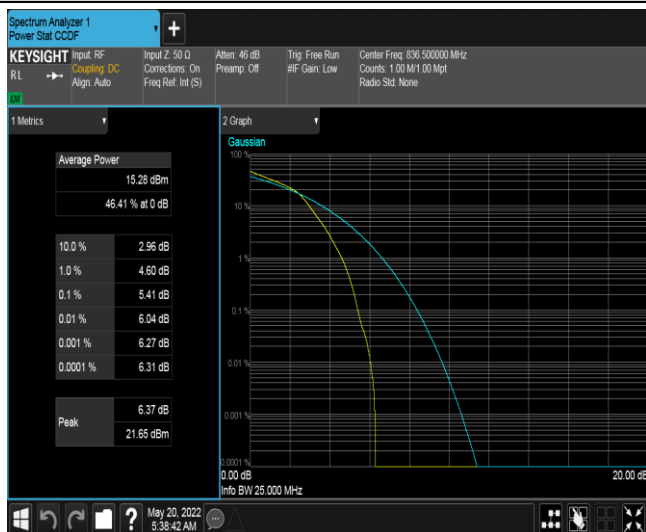 Spectrum Analyzer 1
Power Stat CCDF
+
KEYSIGHT
RL
LXI
Input: RF
Coupling: DC
Align: Auto
Input Z: 50 Ω
Corrections: On
Freq Ref: Int (S)
Atten: 46 dB
Preamp: Off
Trig: Free Run
#IF Gain: Low
Center Freq: 836.500000 MHz
Counts: 1.00 M/1.00 Mpt
Radio Std: None
1 Metrics
Average Power
15.28 dBm
46.41 % at 0 dB
10.0 % 2.96 dB
1.0 % 4.60 dB
0.1 % 5.41 dB
0.01 % 6.04 dB
0.001 % 6.27 dB
0.0001 % 6.31 dB
Peak
6.37 dB
21.65 dBm
2 Graph
Gaussian
100 %
10 %
1 %
0.1 %
0.01 %
0.001 %
0.0001 %
0.00 dB
20.00 dB
Info BW 25.000 MHz
?
May 20, 2022
5:38:42 AM